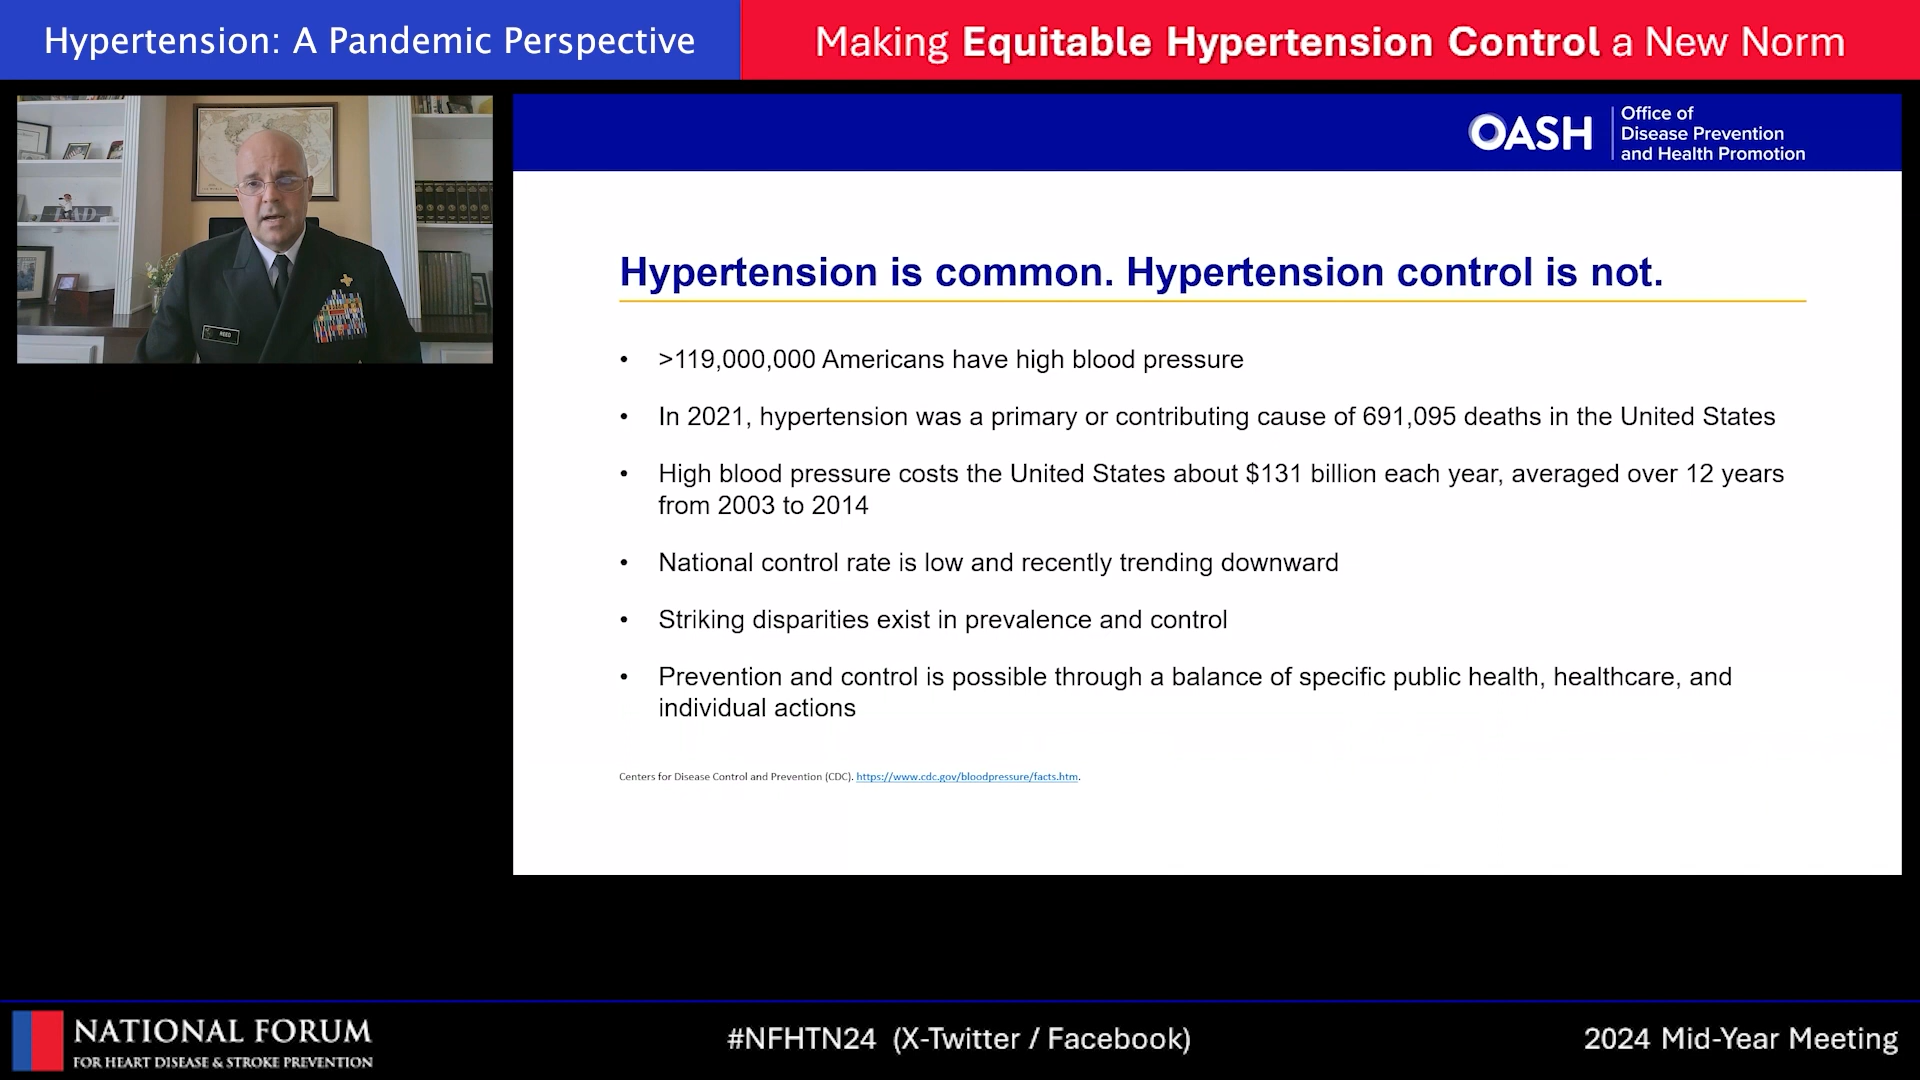 Hypertension: A Pandemic Perspective
Making Equitable Hypertension Control a New Norm
OASH
Office of
Disease Prevention
and Health Promotion
REED
Hypertension is common. Hypertension control is not.
• >119,000,000 Americans have high blood pressure
• In 2021, hypertension was a primary or contributing cause of 691,095 deaths in the United States
• High blood pressure costs the United States about $131 billion each year, averaged over 12 years
from 2003 to 2014
• National control rate is low and recently trending downward
• Striking disparities exist in prevalence and control
• Prevention and control is possible through a balance of specific public health, healthcare, and
individual actions
Centers for Disease Control and Prevention (CDC). https://www.cdc.gov/bloodpressure/facts.htm.
NATIONAL FORUM
FOR HEART DISEASE & STROKE PREVENTION
#NFHTN24 (X-Twitter / Facebook)
2024 Mid-Year Meeting